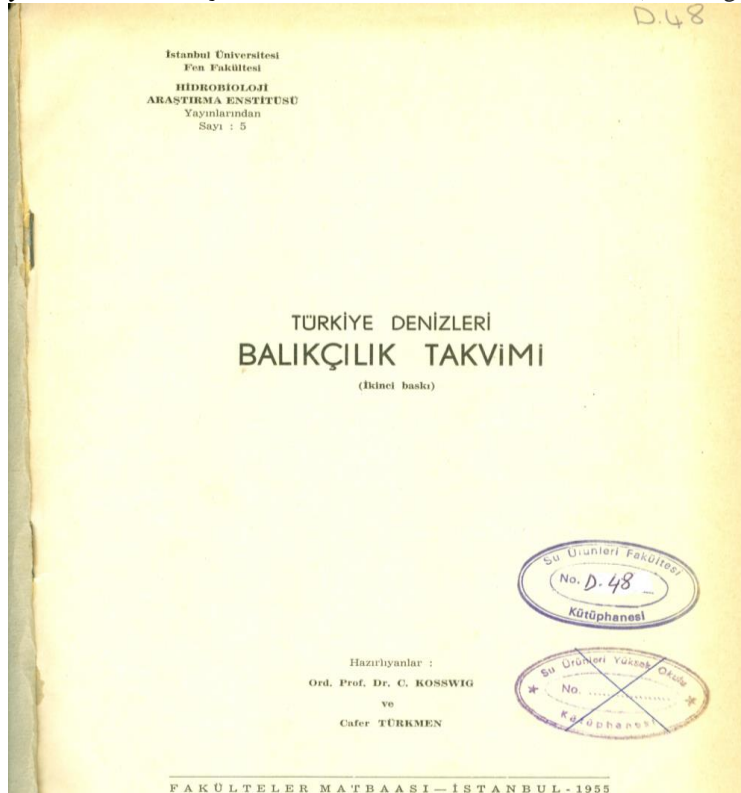 D.48
İstanbul Üniversitesi
Fen Fakültesi
HİDROBİOLOJİ
ARAŞTIRMA ENSTİTÜSÜ
Yayınlarından
Sayı : 5
TÜRKİYE DENİZLERİ
BALIKÇILIK TAKViMi
(İkinci baskı)
Su Ürünleri Fakültesi
No. D. 48
Kütüphanesi
Hazırlıyanlar :
Ord. Prof. Dr. C. KOSSWIG
ve
Cafer TÜRKMEN
Su Ürünleri Yüksek Okulu
No. ..............
Kütüphanesi
FAKÜLTELER MATBAASI — İSTANBUL - 1955